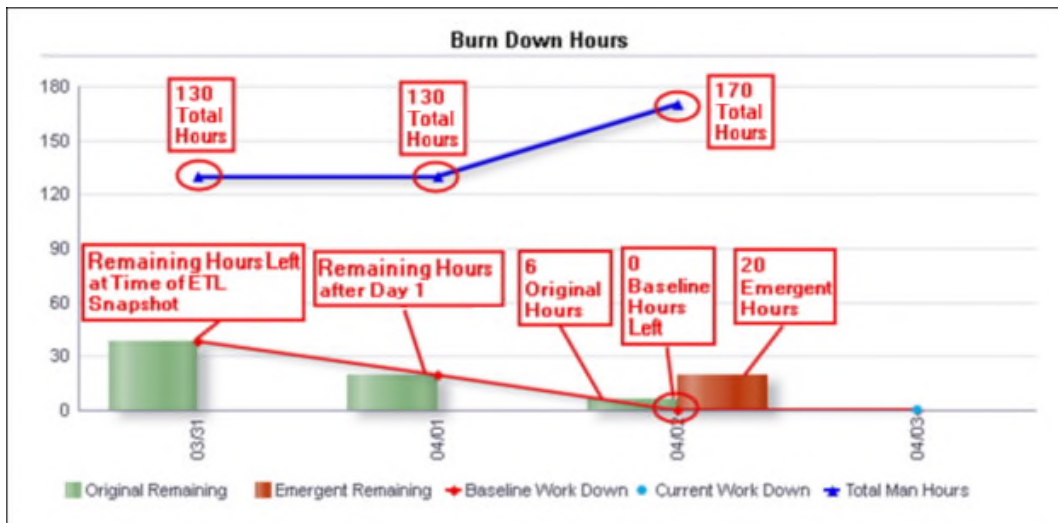 Burn Down Hours
180
150
120
90
60
30
0
130
Total
Hours
130
Total
Hours
170
Total
Hours
Remaining Hours Left
at Time of ETL
Snapshot
Remaining Hours
after Day 1
6
Original
Hours
0
Baseline
Hours
Left
20
Emergent
Hours
03/31
04/01
04/02
04/03
Original Remaining
Emergent Remaining
Baseline Work Down
Current Work Down
Total Man Hours